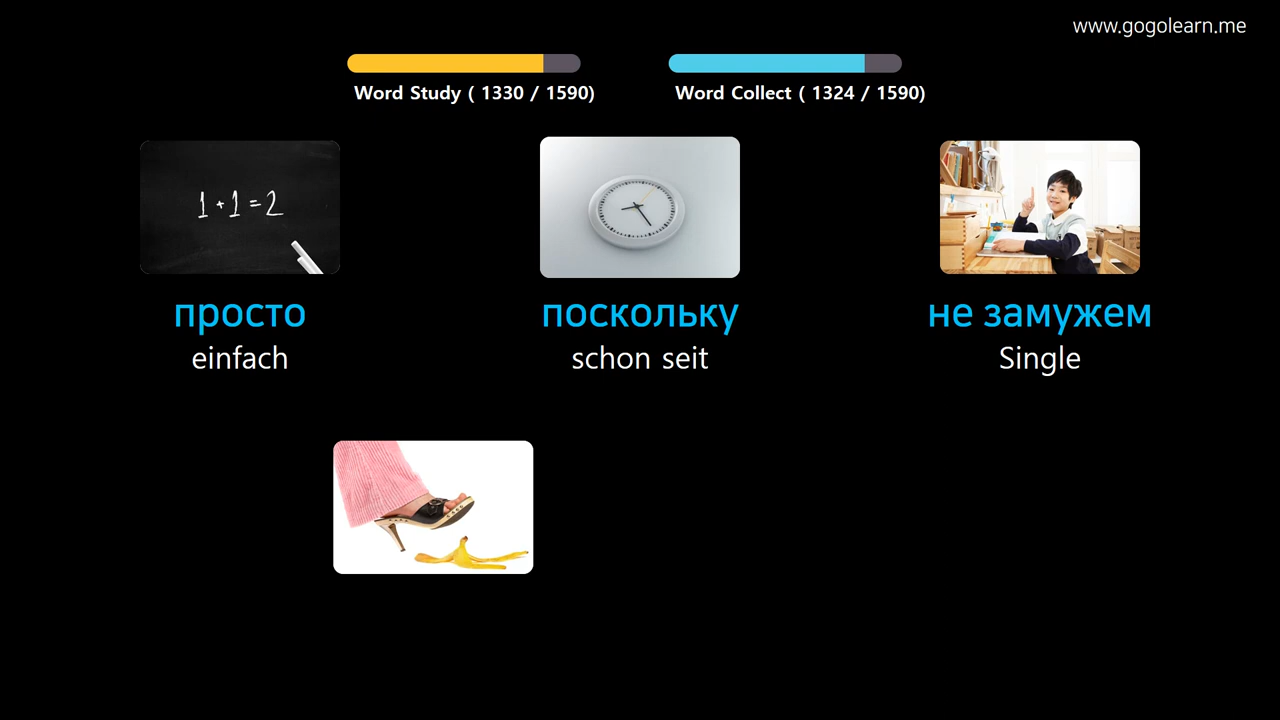 www.gogolearn.me
Word Study ( 1330 / 1590)
Word Collect ( 1324 / 1590)
1 + 1 = 2
просто
einfach
поскольку
schon seit
не замужем
Single